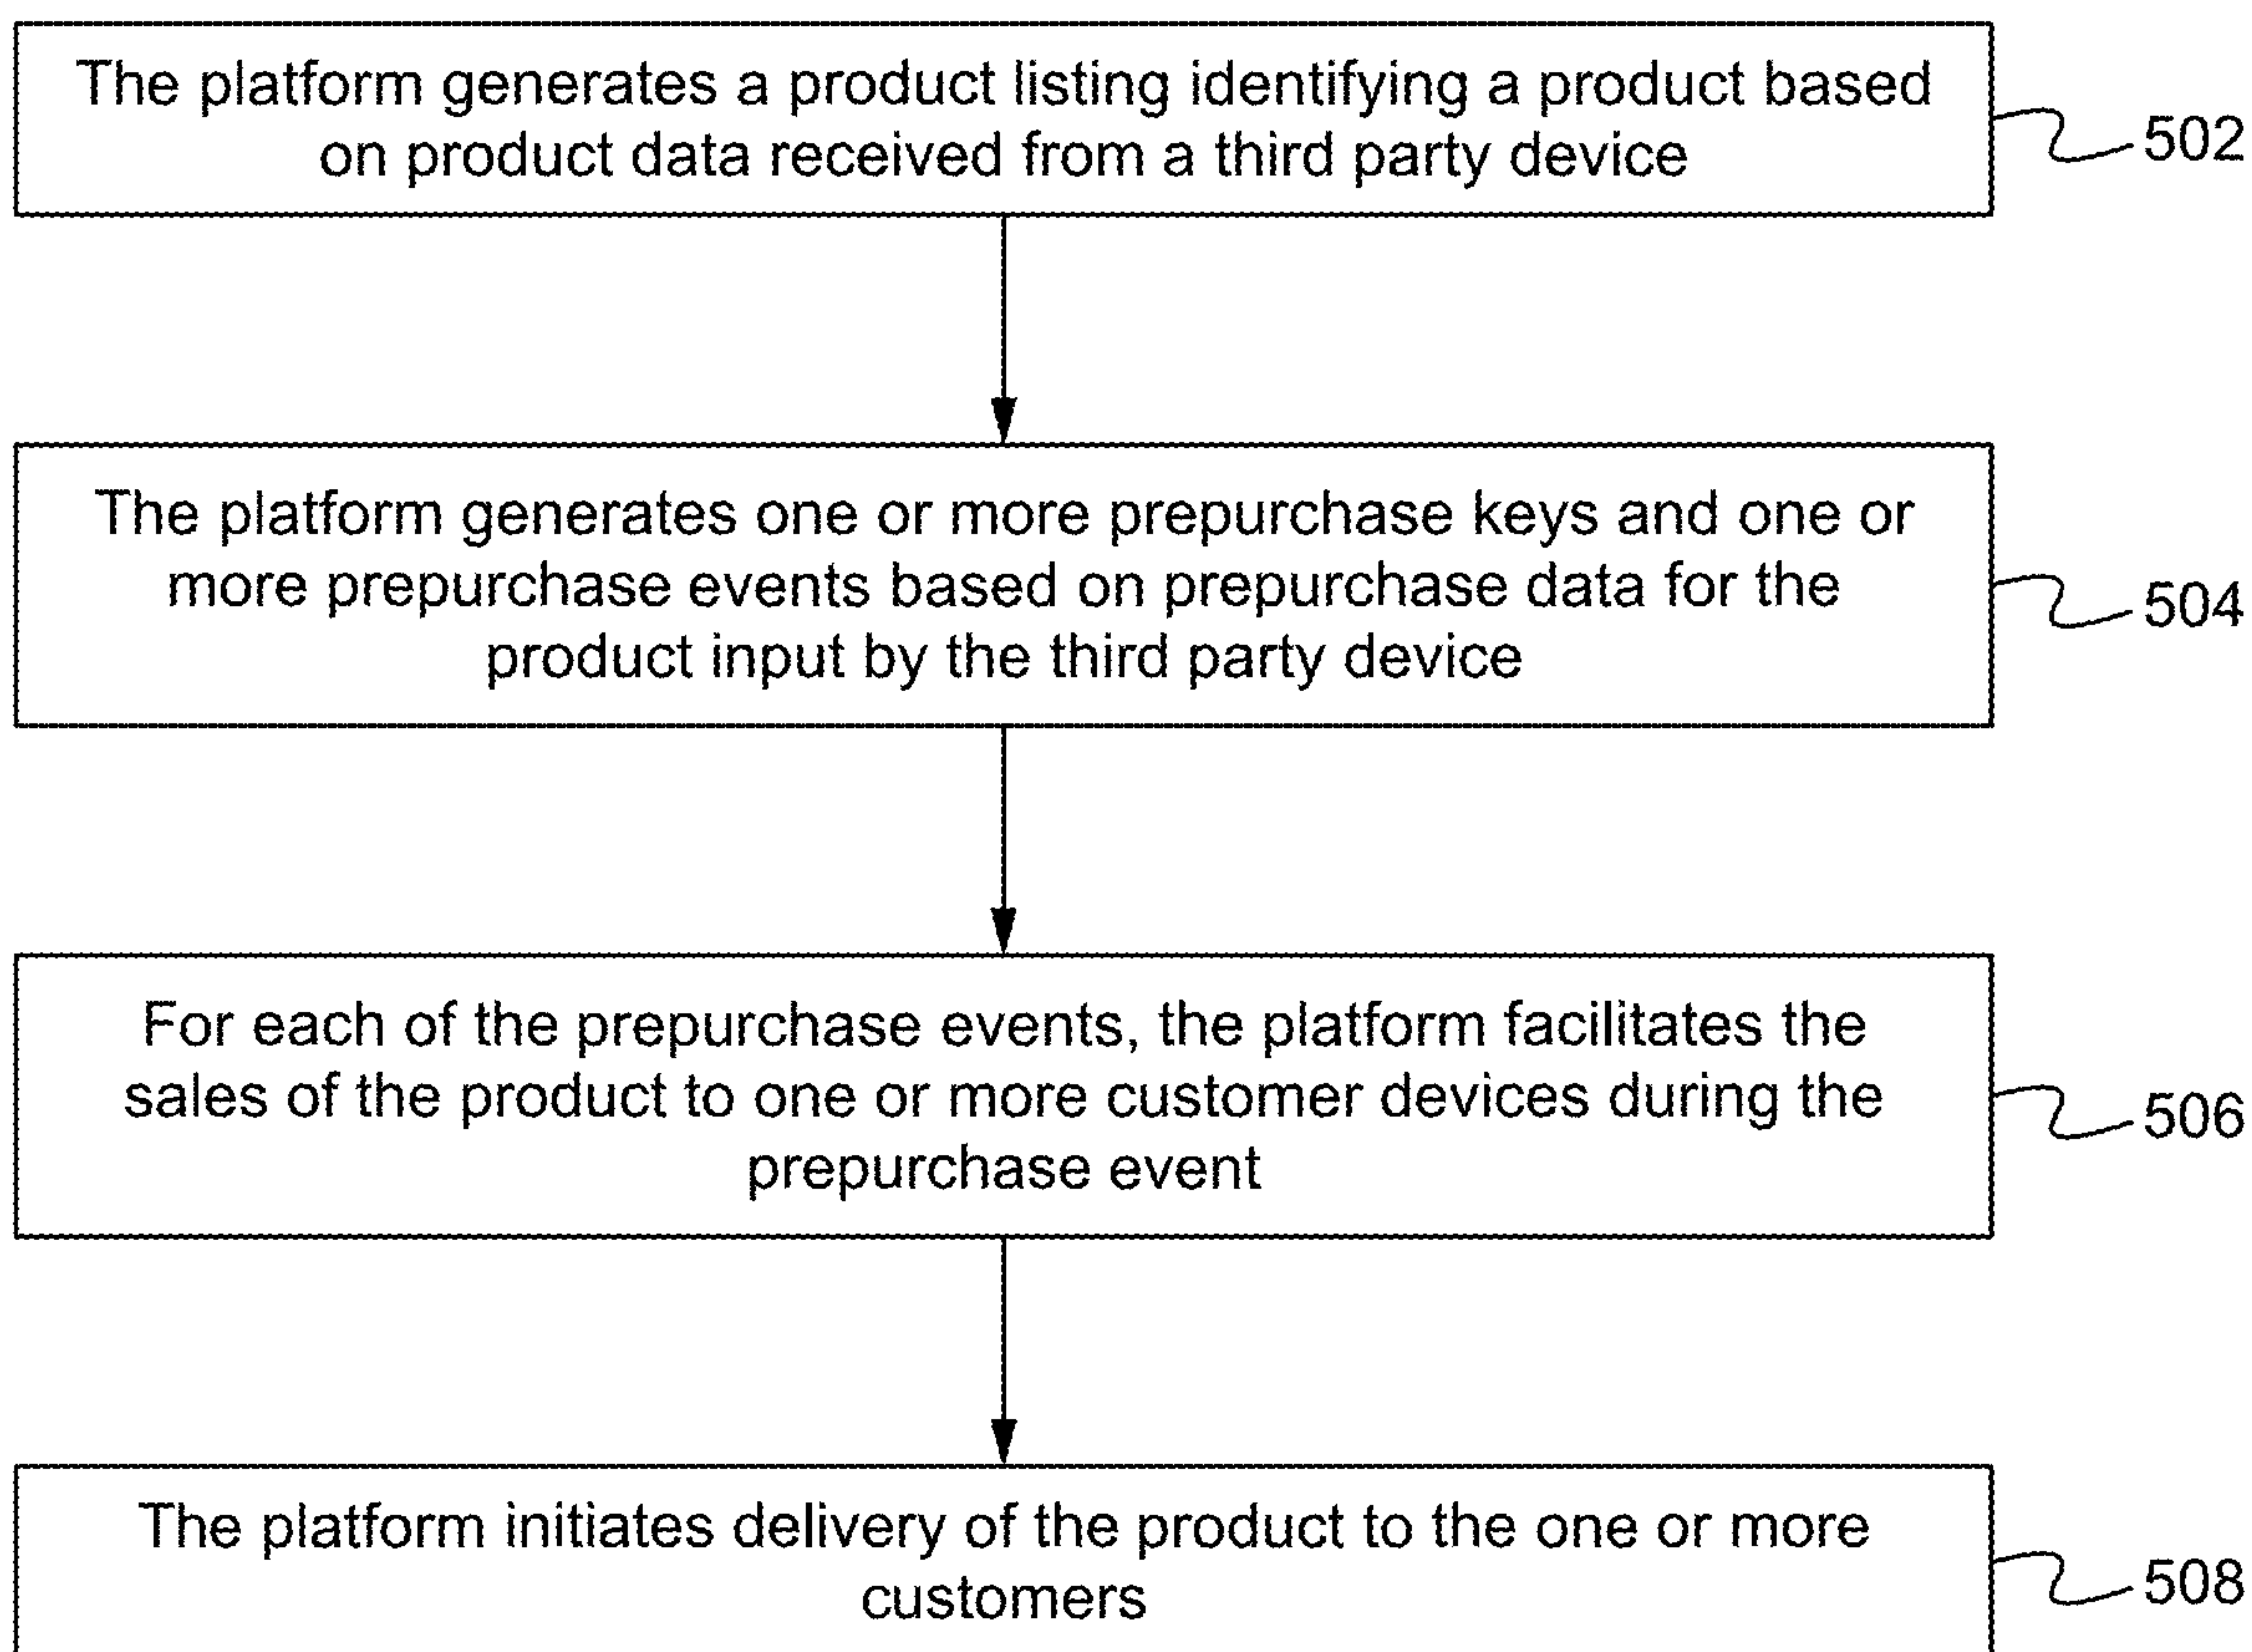 The platform generates a product listing identifying a product based
on product data received from a third party device
502
The platform generates one or more prepurchase keys and one or
more prepurchase events based on prepurchase data for the
product input by the third party device
504
For each of the prepurchase events, the platform facilitates the
sales of the product to one or more customer devices during the
prepurchase event
506
The platform initiates delivery of the product to the one or more
customers
508